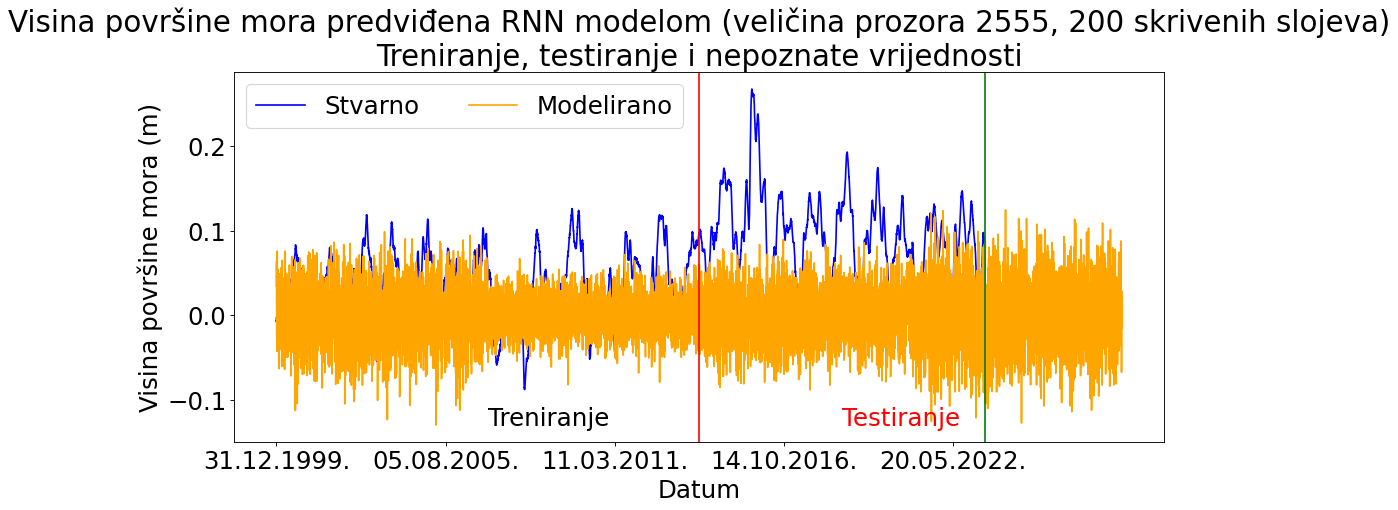 Visina površine mora predviđena RNN modelom (veličina prozora 2555, 200 skrivenih slojeva)
Treniranje, testiranje i nepoznate vrijednosti
Stvarno
Modelirano
Visina površine mora (m)
0.2
0.1
0.0
−0.1
Treniranje
Testiranje
31.12.1999.
05.08.2005.
11.03.2011.
14.10.2016.
20.05.2022.
Datum